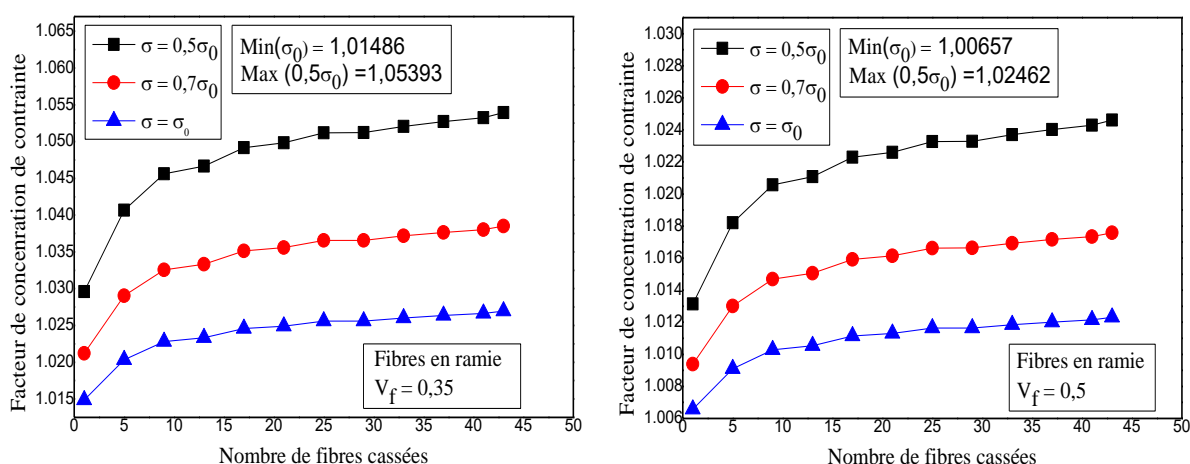 Facteur de concenration de contrainte
1.065
1.060
1.055
1.050
1.045
1.040
1.035
1.030
1.025
1.020
1.015
σ = 0,5σ0
σ = 0,7σ0
σ = σ0
Min(σ0) = 1,01486
Max (0,5σ0) =1,05393
Fibres en ramie
Vf = 0,35
0 5 10 15 20 25 30 35 40 45 50
Nombre de fibres cassées
Facteur de concentration de contrainte
1.030
1.028
1.026
1.024
1.022
1.020
1.018
1.016
1.014
1.012
1.010
1.008
1.006
σ = 0,5σ0
σ = 0,7σ0
σ = σ0
Min(σ0) = 1,00657
Max (0,5σ0) =1,02462
Fibres en ramie
Vf = 0,5
0 5 10 15 20 25 30 35 40 45 50
Nombre de fibres cassées